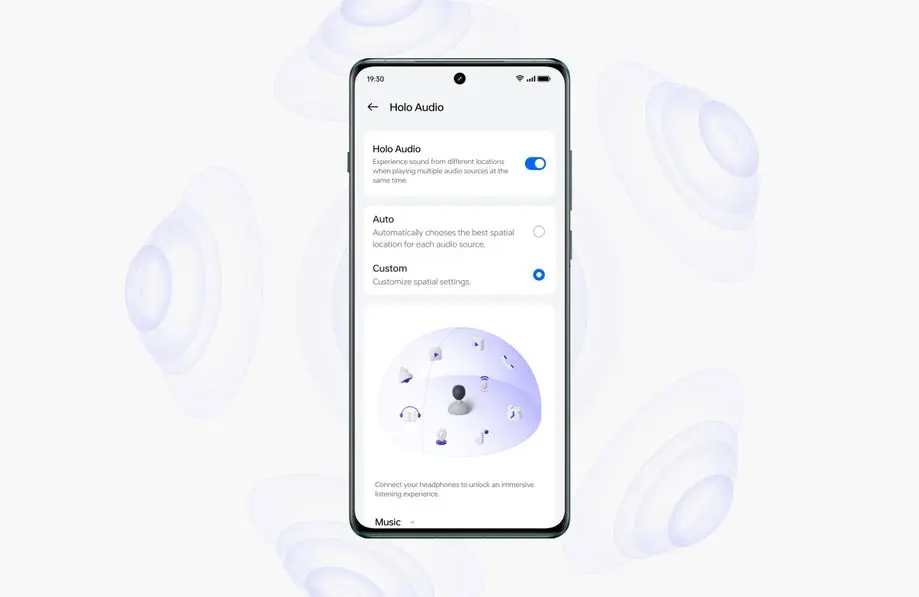 19:30
Holo Audio
Holo Audio
Experience sound from different locations
when playing multiple audio sources at the
same time.
Auto
Automatically chooses the best spatial
location for each audio source.
Custom
Customize spatial settings.
Connect your headphones to unlock an immersive
listening experience.
Music